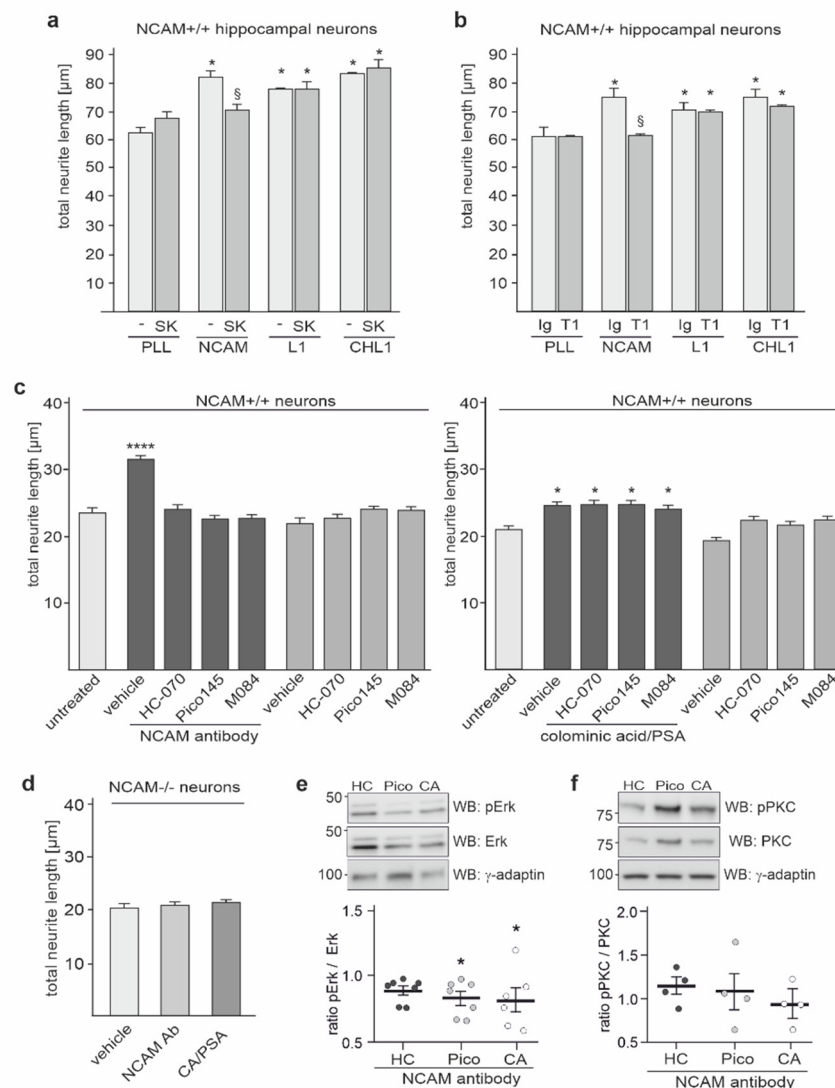 a
NCAM+/+ hippocampal neurons
total neurite length [µm]
90
80
70
60
50
40
30
20
10
* § * * * *
- SK - SK - SK - SK
PLL NCAM L1 CHL1
b
NCAM+/+ hippocampal neurons
total neurite length [µm]
90
80
70
60
50
40
30
20
10
* § * * * *
Ig T1 Ig T1 Ig T1 Ig T1
PLL NCAM L1 CHL1
c
NCAM+/+ neurons
total neurite length [µm]
40
30
20
10
****
untreated vehicle HC-070 Pico145 M084 vehicle HC-070 Pico145 M084
NCAM antibody
NCAM+/+ neurons
total neurite length [µm]
40
30
20
10
* * * *
untreated vehicle HC-070 Pico145 M084 vehicle HC-070 Pico145 M084
colominic acid/PSA
d
NCAM-/- neurons
total neurite length [µm]
40
30
20
10
vehicle NCAM Ab CA/PSA
e
HC Pico CA
50 WB: pErk
50 WB: Erk
100 WB: γ-adaptin
ratio pErk / Erk
1.5
1.0
0.5
* *
HC Pico CA
NCAM antibody
f
HC Pico CA
75 WB: pPKC
75 WB: PKC
100 WB: γ-adaptin
ratio pPKC / PKC
2.0
1.5
1.0
0.5
HC Pico CA
NCAM antibody